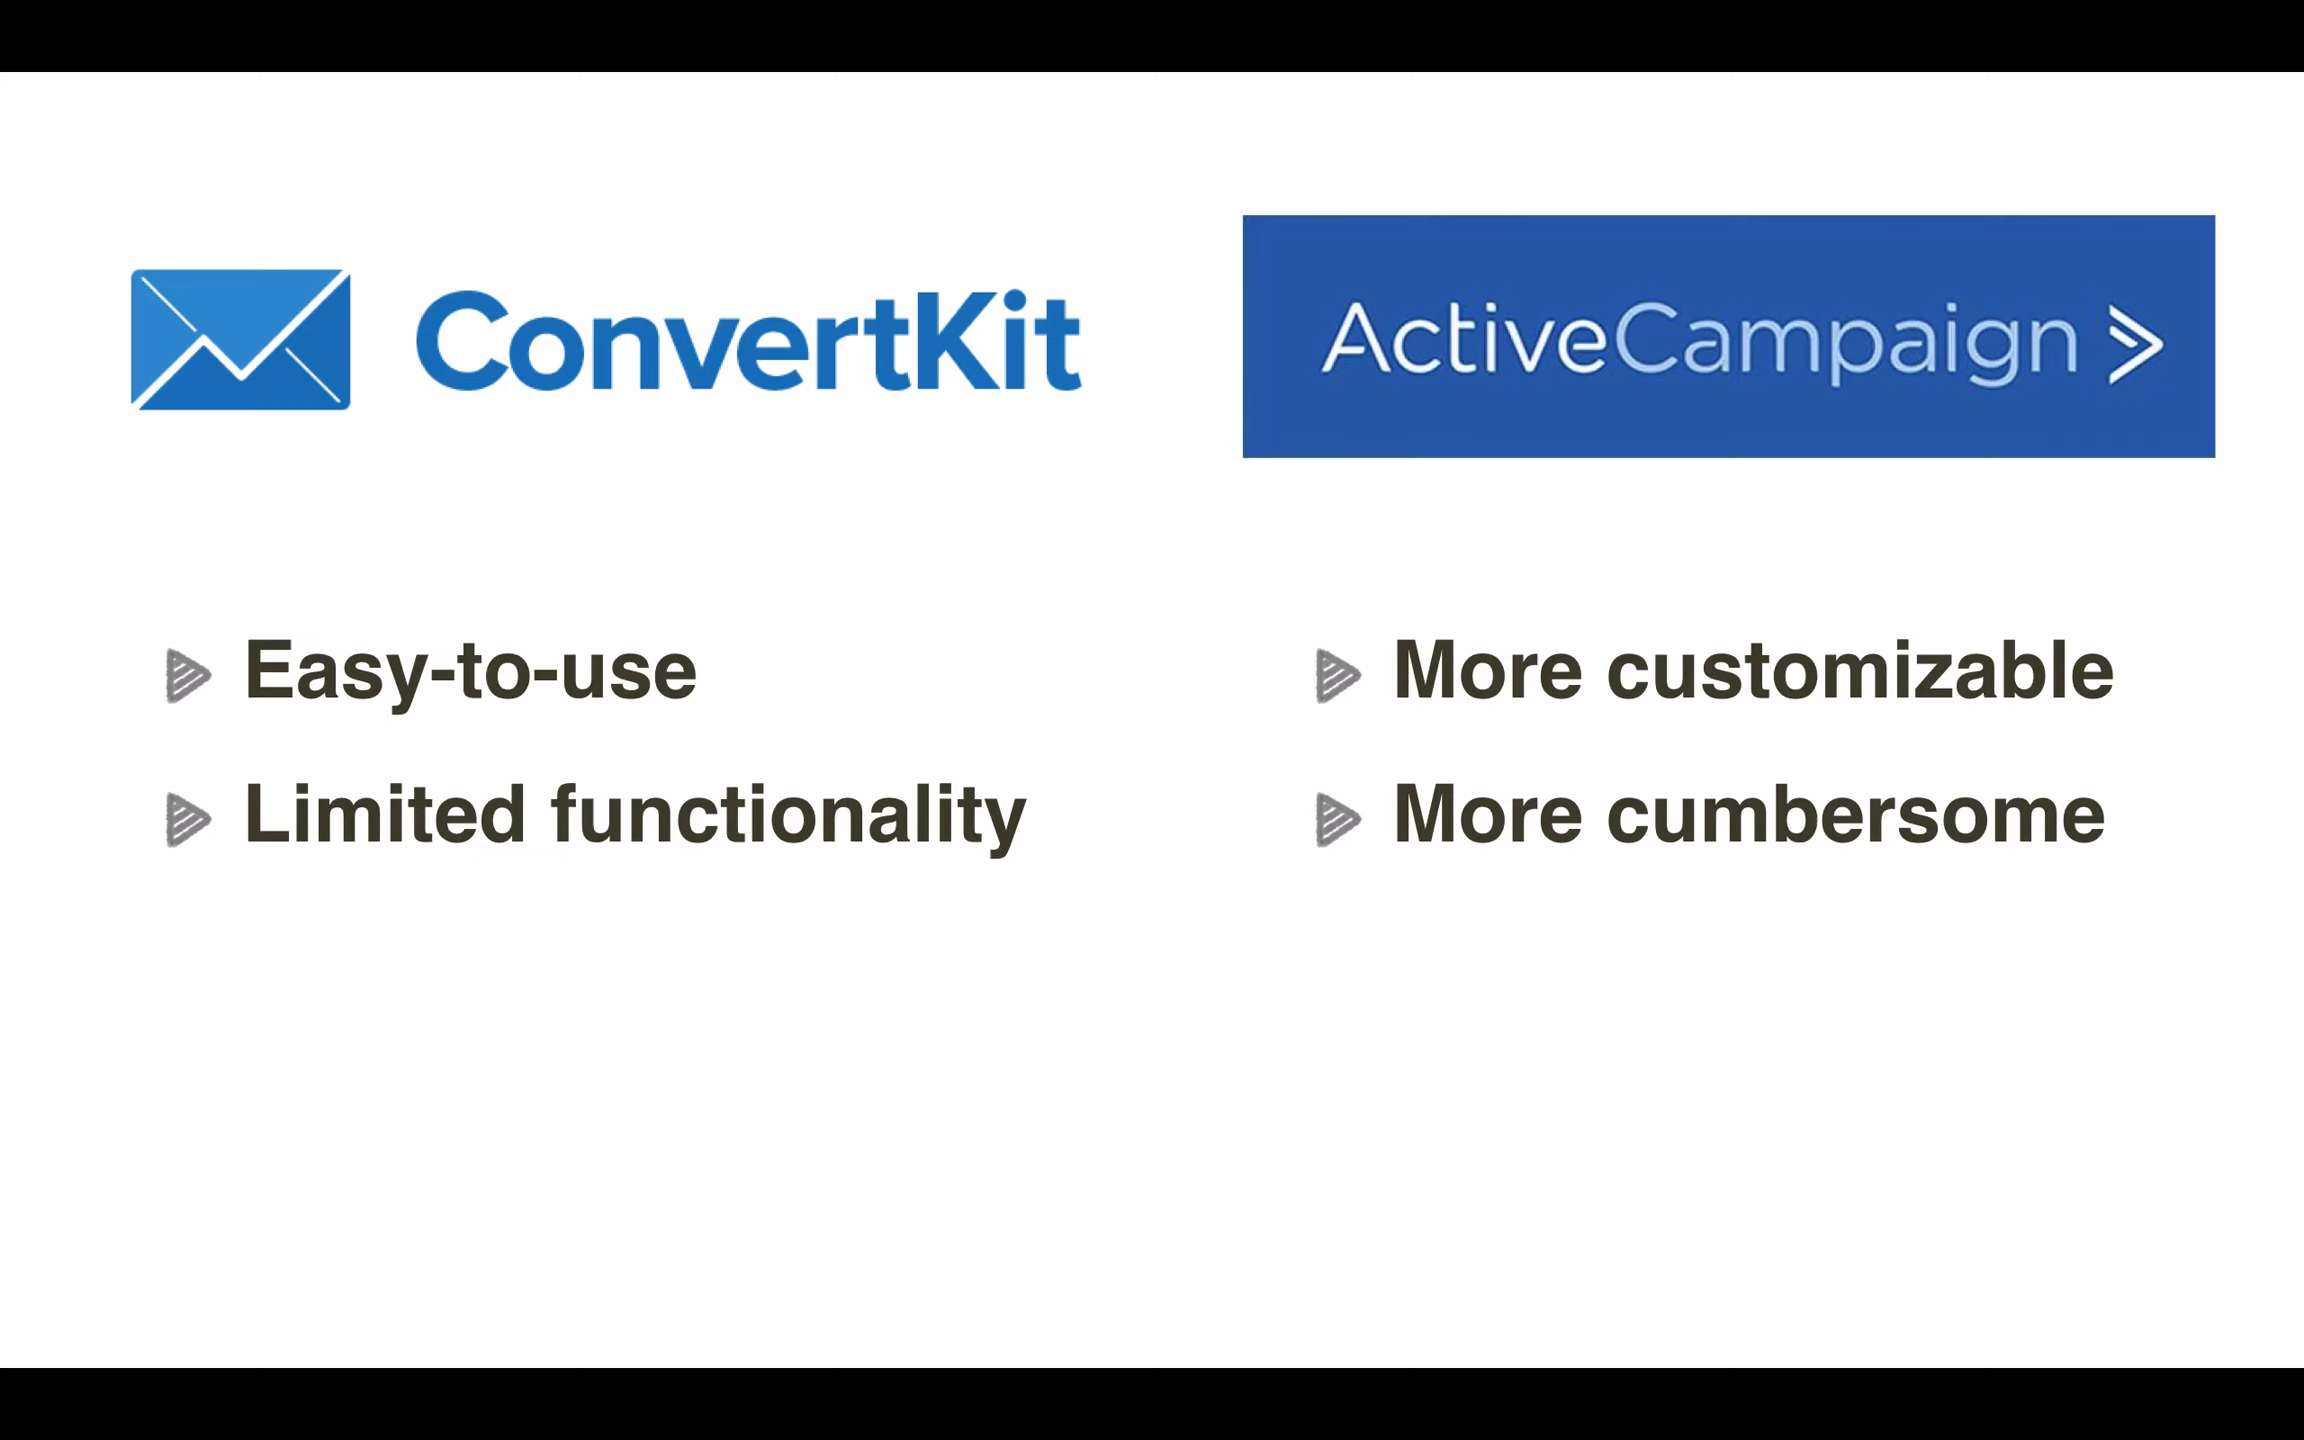 ConvertKit
ActiveCampaign
Easy-to-use
Limited functionality
More customizable
More cumbersome